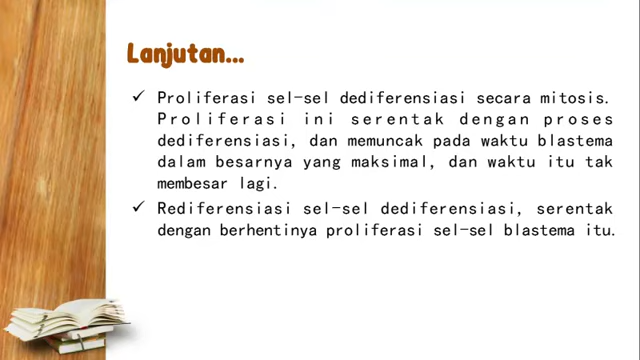 Lanjutan...
✓ Proliferasi sel-sel dediferensiasi secara mitosis.
Proliferasi ini serentak dengan proses
dediferensiasi, dan memuncak pada waktu blastema
dalam besarnya yang maksimal, dan waktu itu tak
membesar lagi.
✓ Rediferensiasi sel-sel dediferensiasi, serentak
dengan berhentinya proliferasi sel-sel blastema itu.